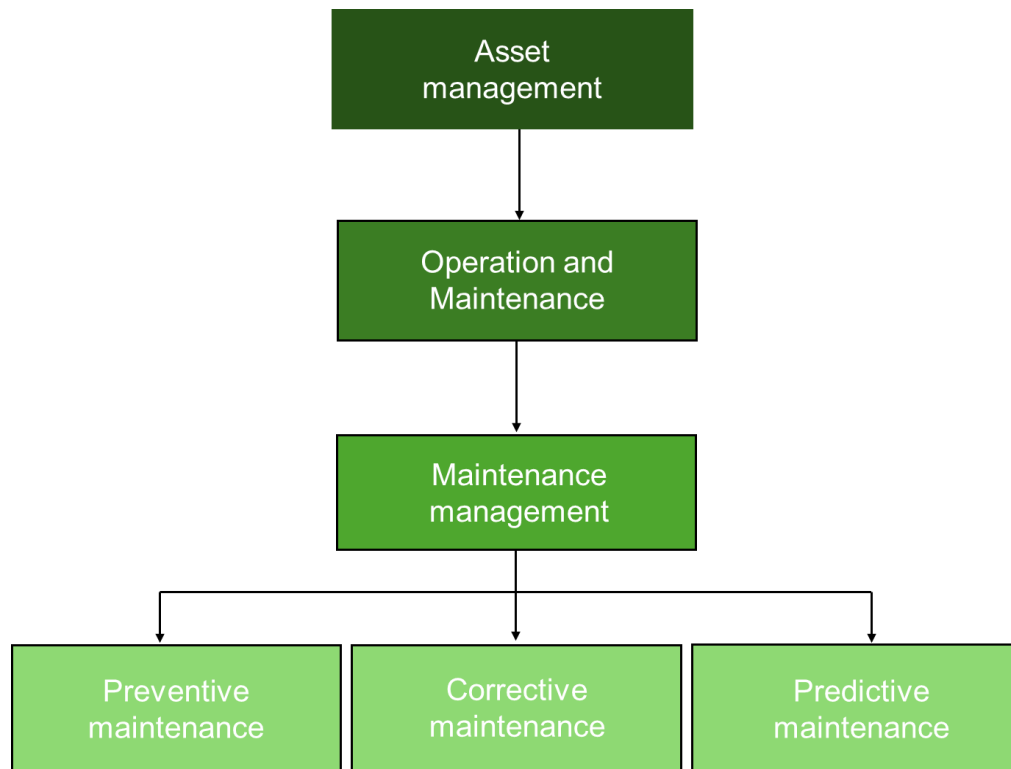 Asset
management
Operation and
Maintenance
Maintenance
management
Preventive
maintenance
Corrective
maintenance
Predictive
maintenance